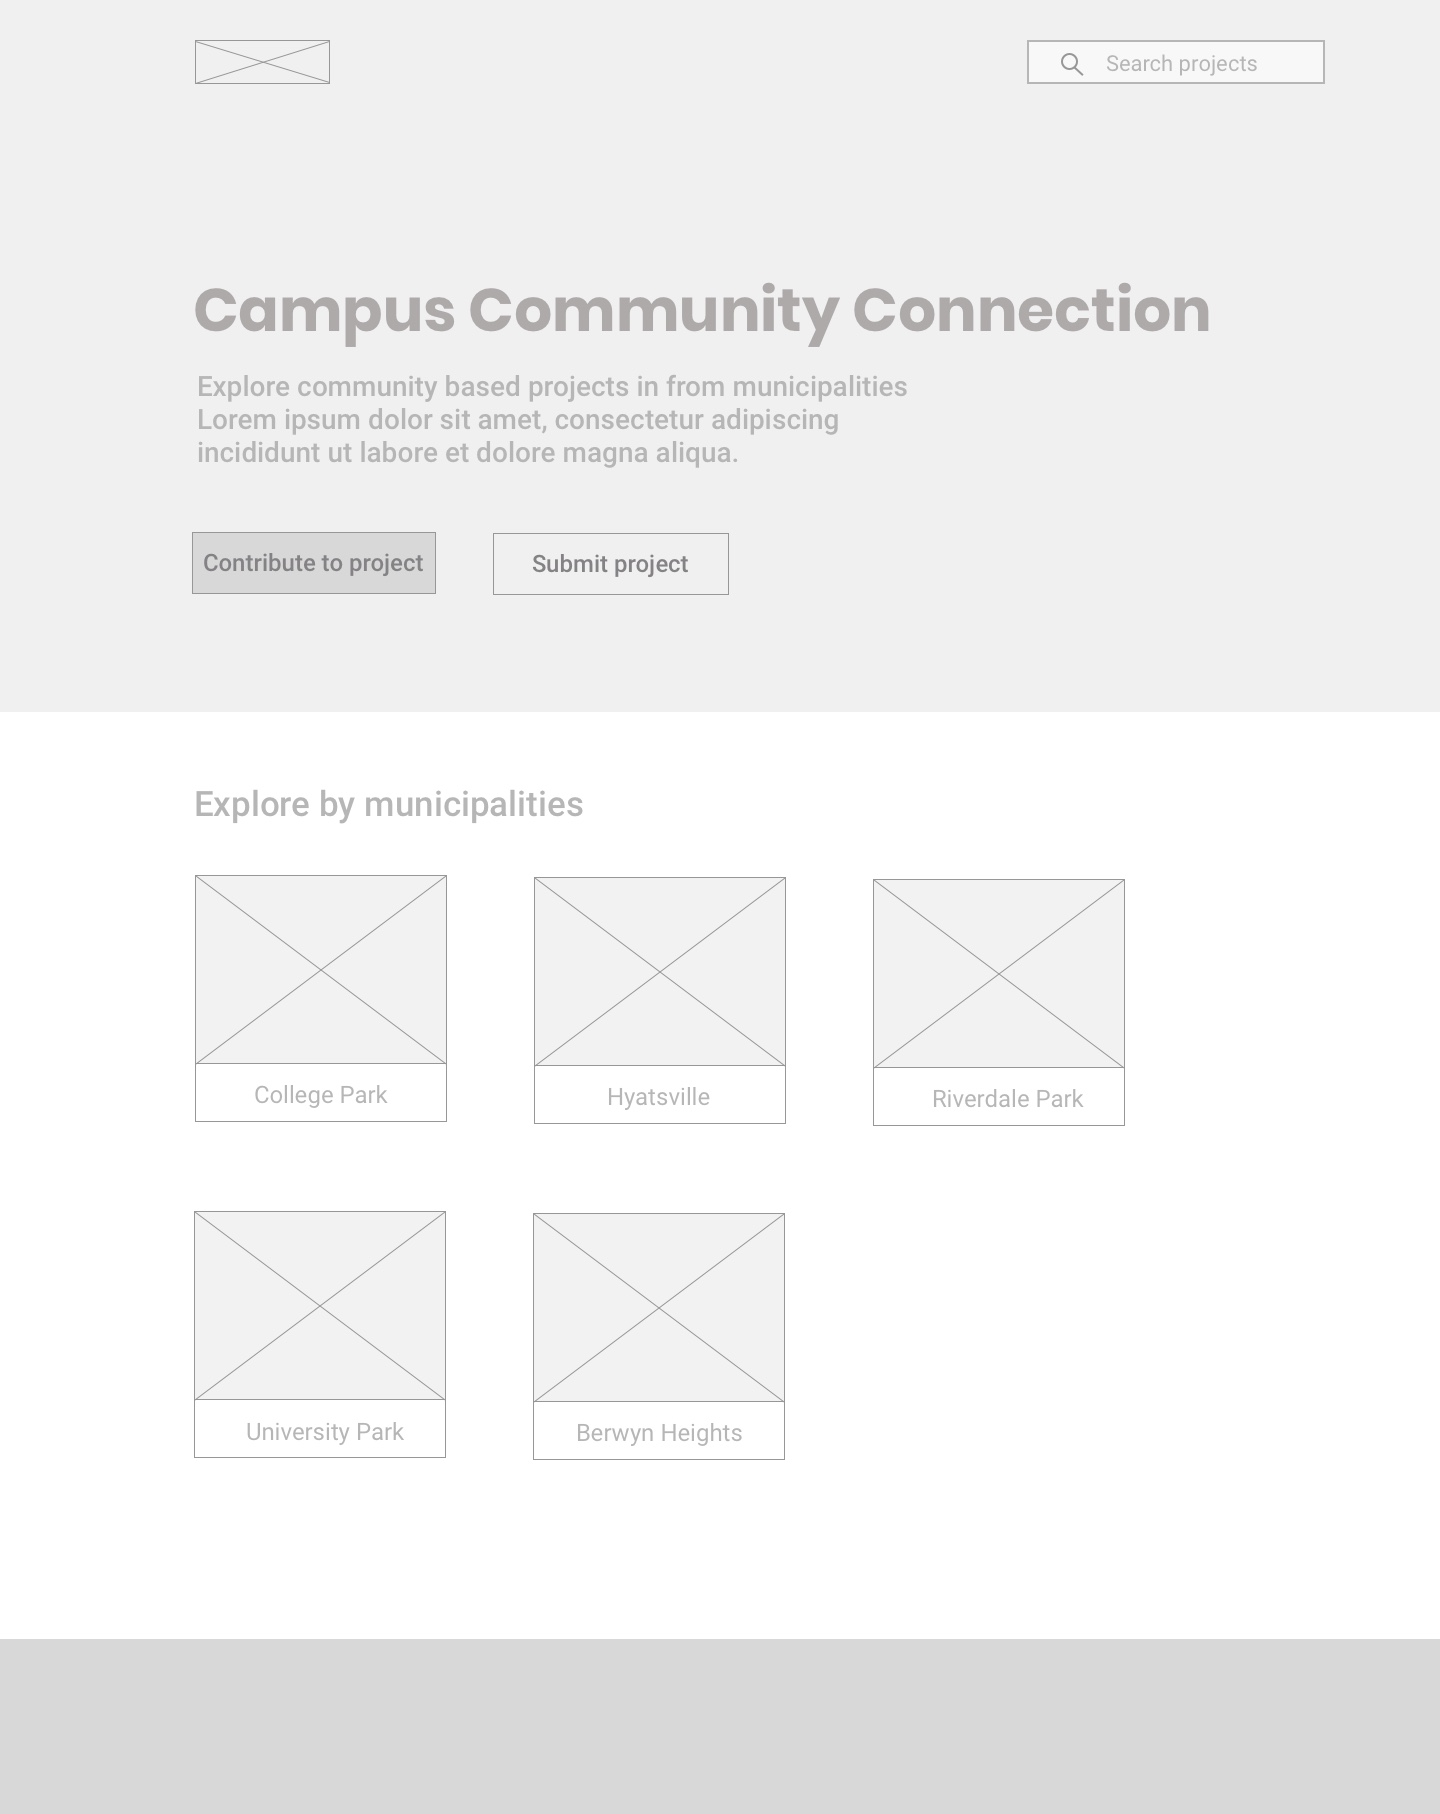 Search projects
Campus Community Connection
Explore community based projects in from municipalities
Lorem ipsum dolor sit amet, consectetur adipiscing
incididunt ut labore et dolore magna aliqua.
Contribute to project
Submit project
Explore by municipalities
College Park
Hyatsville
Riverdale Park
University Park
Berwyn Heights